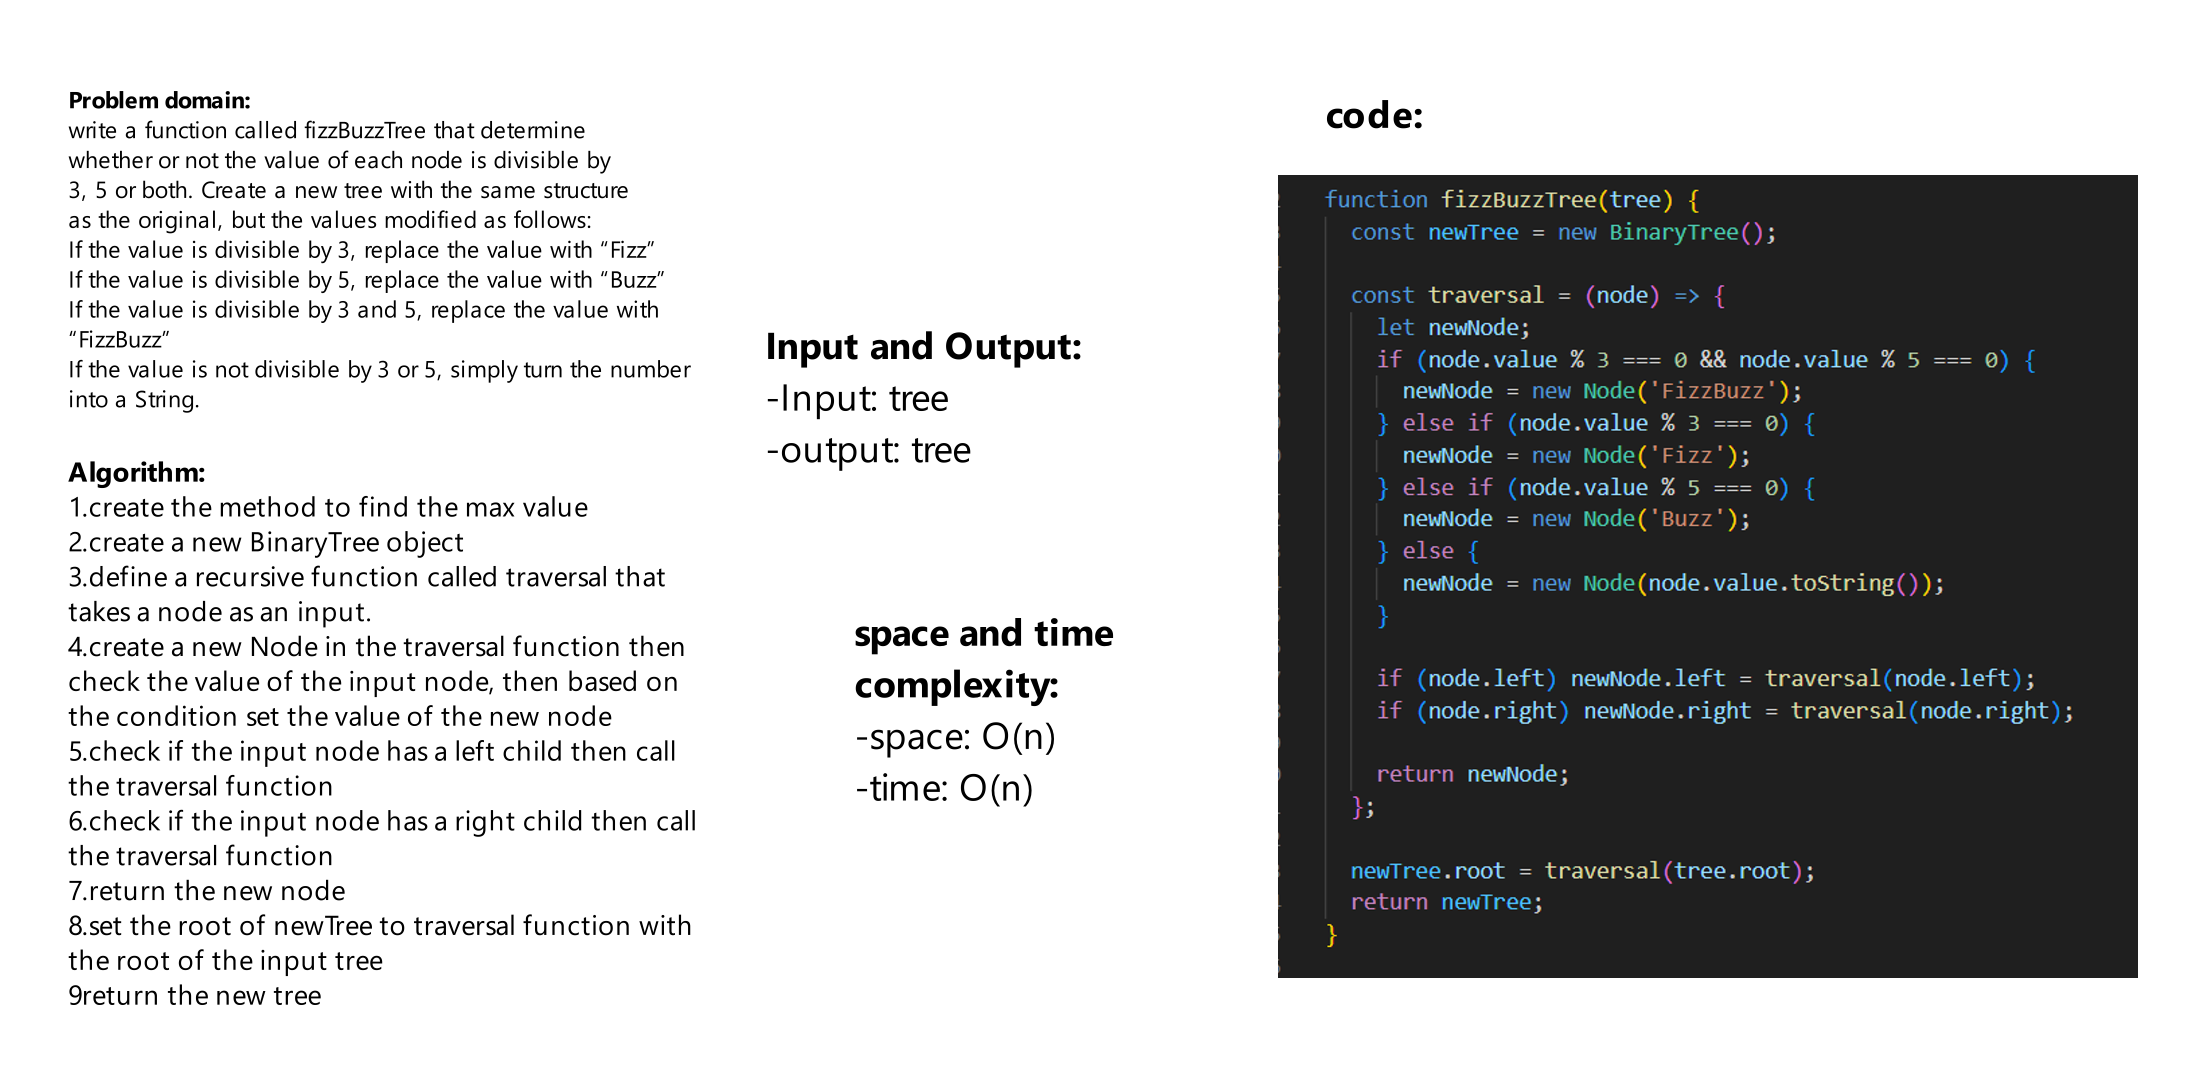 Problem domain:
write a function called fizzBuzzTree that determine
whether or not the value of each node is divisible by
3, 5 or both. Create a new tree with the same structure
as the original, but the values modified as follows:
If the value is divisible by 3, replace the value with “Fizz”
If the value is divisible by 5, replace the value with “Buzz”
If the value is divisible by 3 and 5, replace the value with
“FizzBuzz”
If the value is not divisible by 3 or 5, simply turn the number
into a String.
Algorithm:
1.create the method to find the max value
2.create a new BinaryTree object
3.define a recursive function called traversal that
takes a node as an input.
4.create a new Node in the traversal function then
check the value of the input node, then based on
the condition set the value of the new node
5.check if the input node has a left child then call
the traversal function
6.check if the input node has a right child then call
the traversal function
7.return the new node
8.set the root of newTree to traversal function with
the root of the input tree
9return the new tree
Input and Output:
-Input: tree
-output: tree
space and time
complexity:
-space: O(n)
-time: O(n)
code:
function fizzBuzzTree(tree) {
const newTree = new BinaryTree();
const traversal = (node) => {
let newNode;
if (node.value % 3 === 0 && node.value % 5 === 0) {
newNode = new Node('FizzBuzz');
} else if (node.value % 3 === 0) {
newNode = new Node('Fizz');
} else if (node.value % 5 === 0) {
newNode = new Node('Buzz');
} else {
newNode = new Node(node.value.toString());
}
if (node.left) newNode.left = traversal(node.left);
if (node.right) newNode.right = traversal(node.right);
return newNode;
};
newTree.root = traversal(tree.root);
return newTree;
}